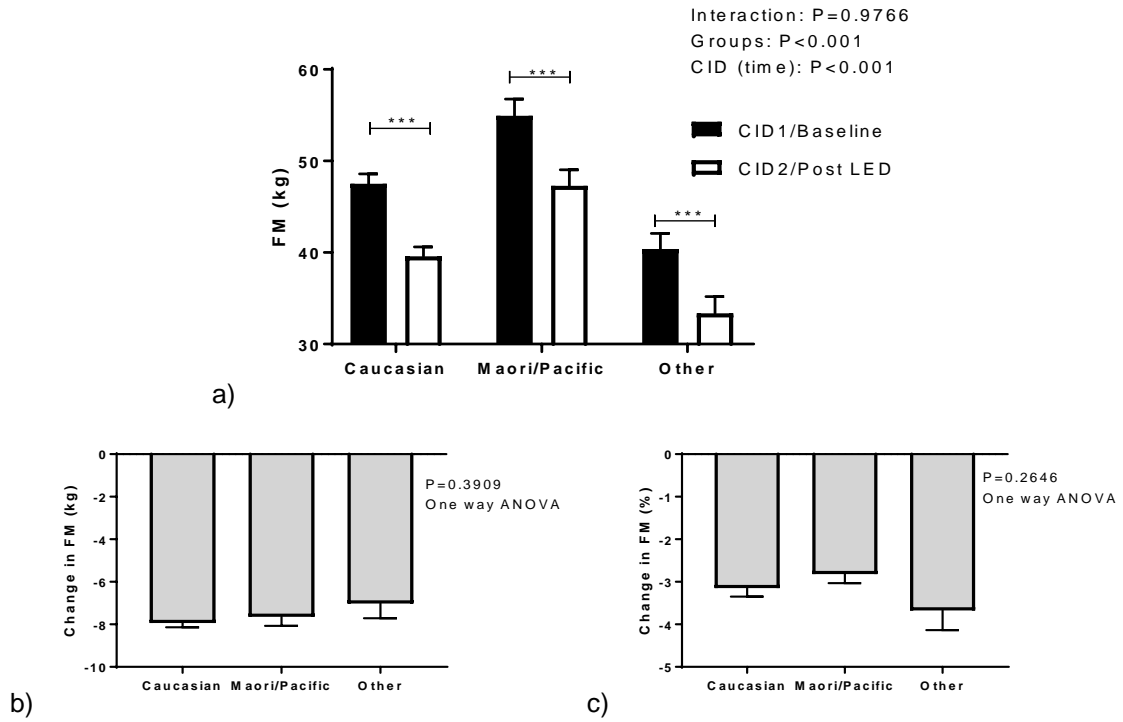 Interaction: P=0.9766
Groups: P<0.001
CID (time): P<0.001
CID1/Baseline
CID2/Post LED
60
50
40
30
FM (kg)
***
***
***
Caucasian Maori/Pacific Other
a)
0
-2
-4
-6
-8
-10
Change in FM (kg)
P=0.3909
One way ANOVA
Caucasian Maori/Pacific Other
b)
0
-1
-2
-3
-4
-5
Change in FM (%)
P=0.2646
One way ANOVA
Caucasian Maori/Pacific Other
c)